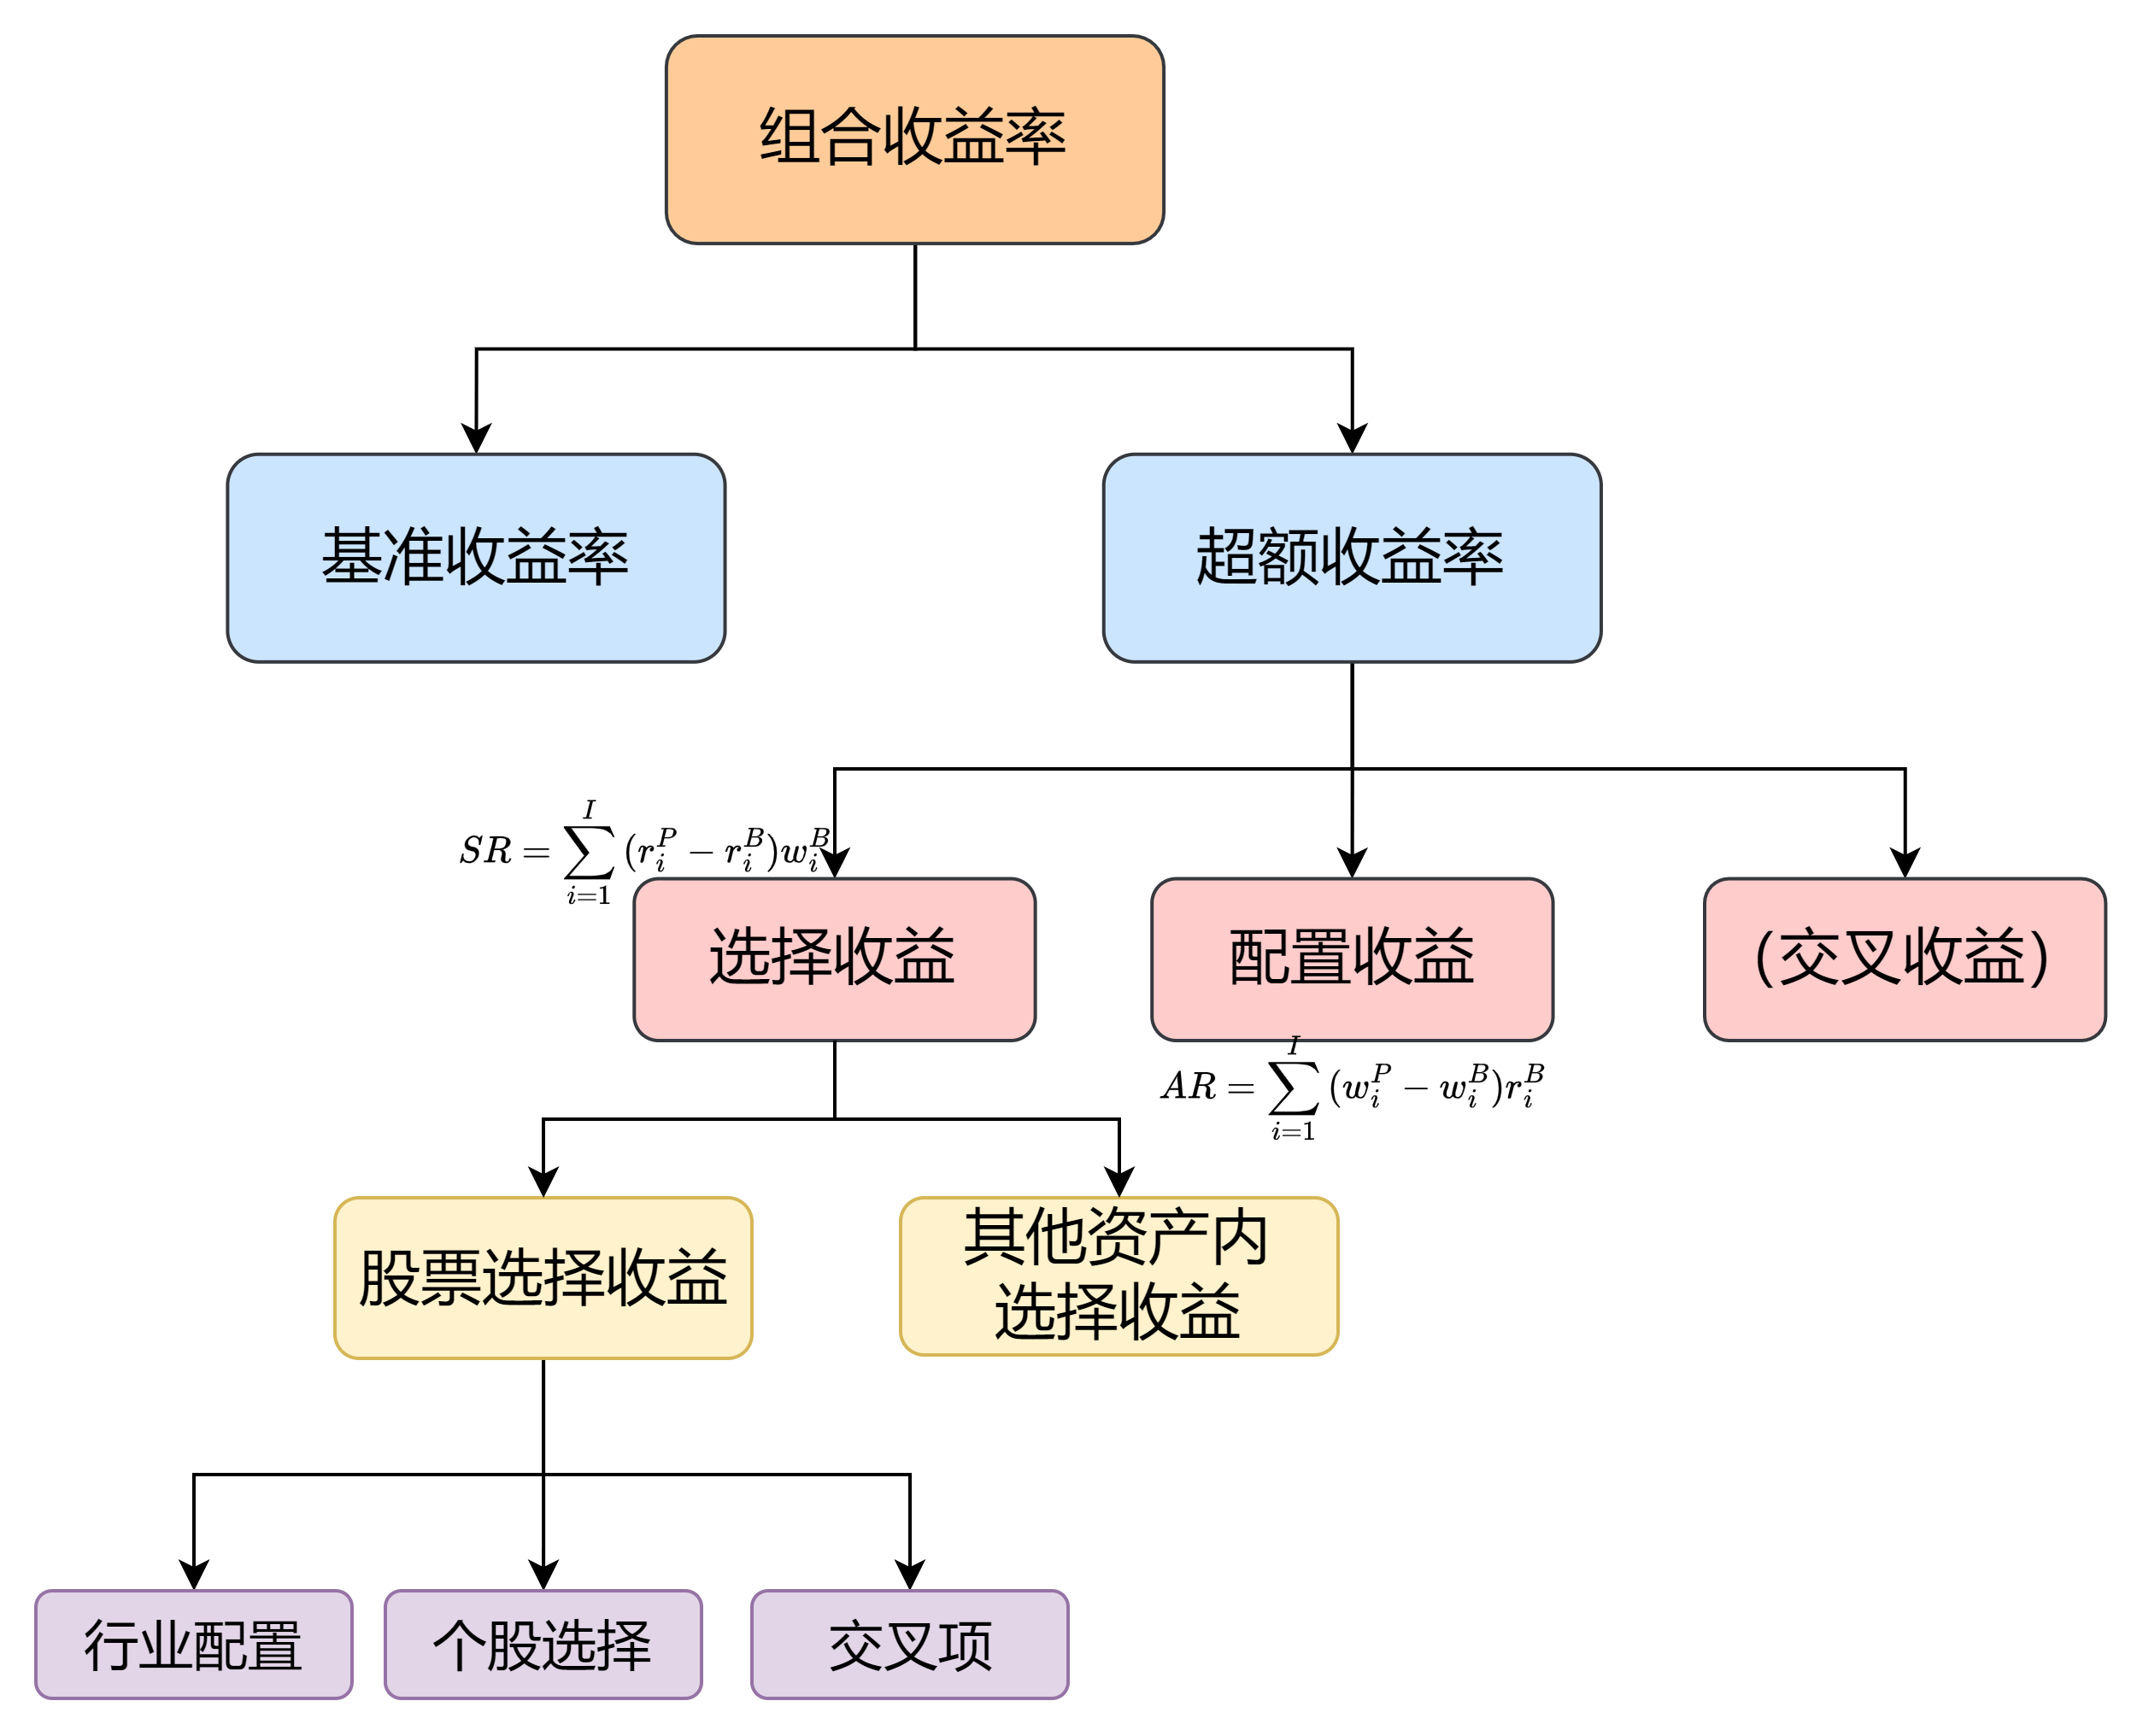 组合收益率
基准收益率
超额收益率
$SR = \sum_{i=1}^{I} (r_i^P - r_i^B) w_i^B$
选择收益
配置收益
(交叉收益)
$AR = \sum_{i=1}^{I} (w_i^P - w_i^B) r_i^B$
股票选择收益
其他资产内
选择收益
行业配置
个股选择
交叉项